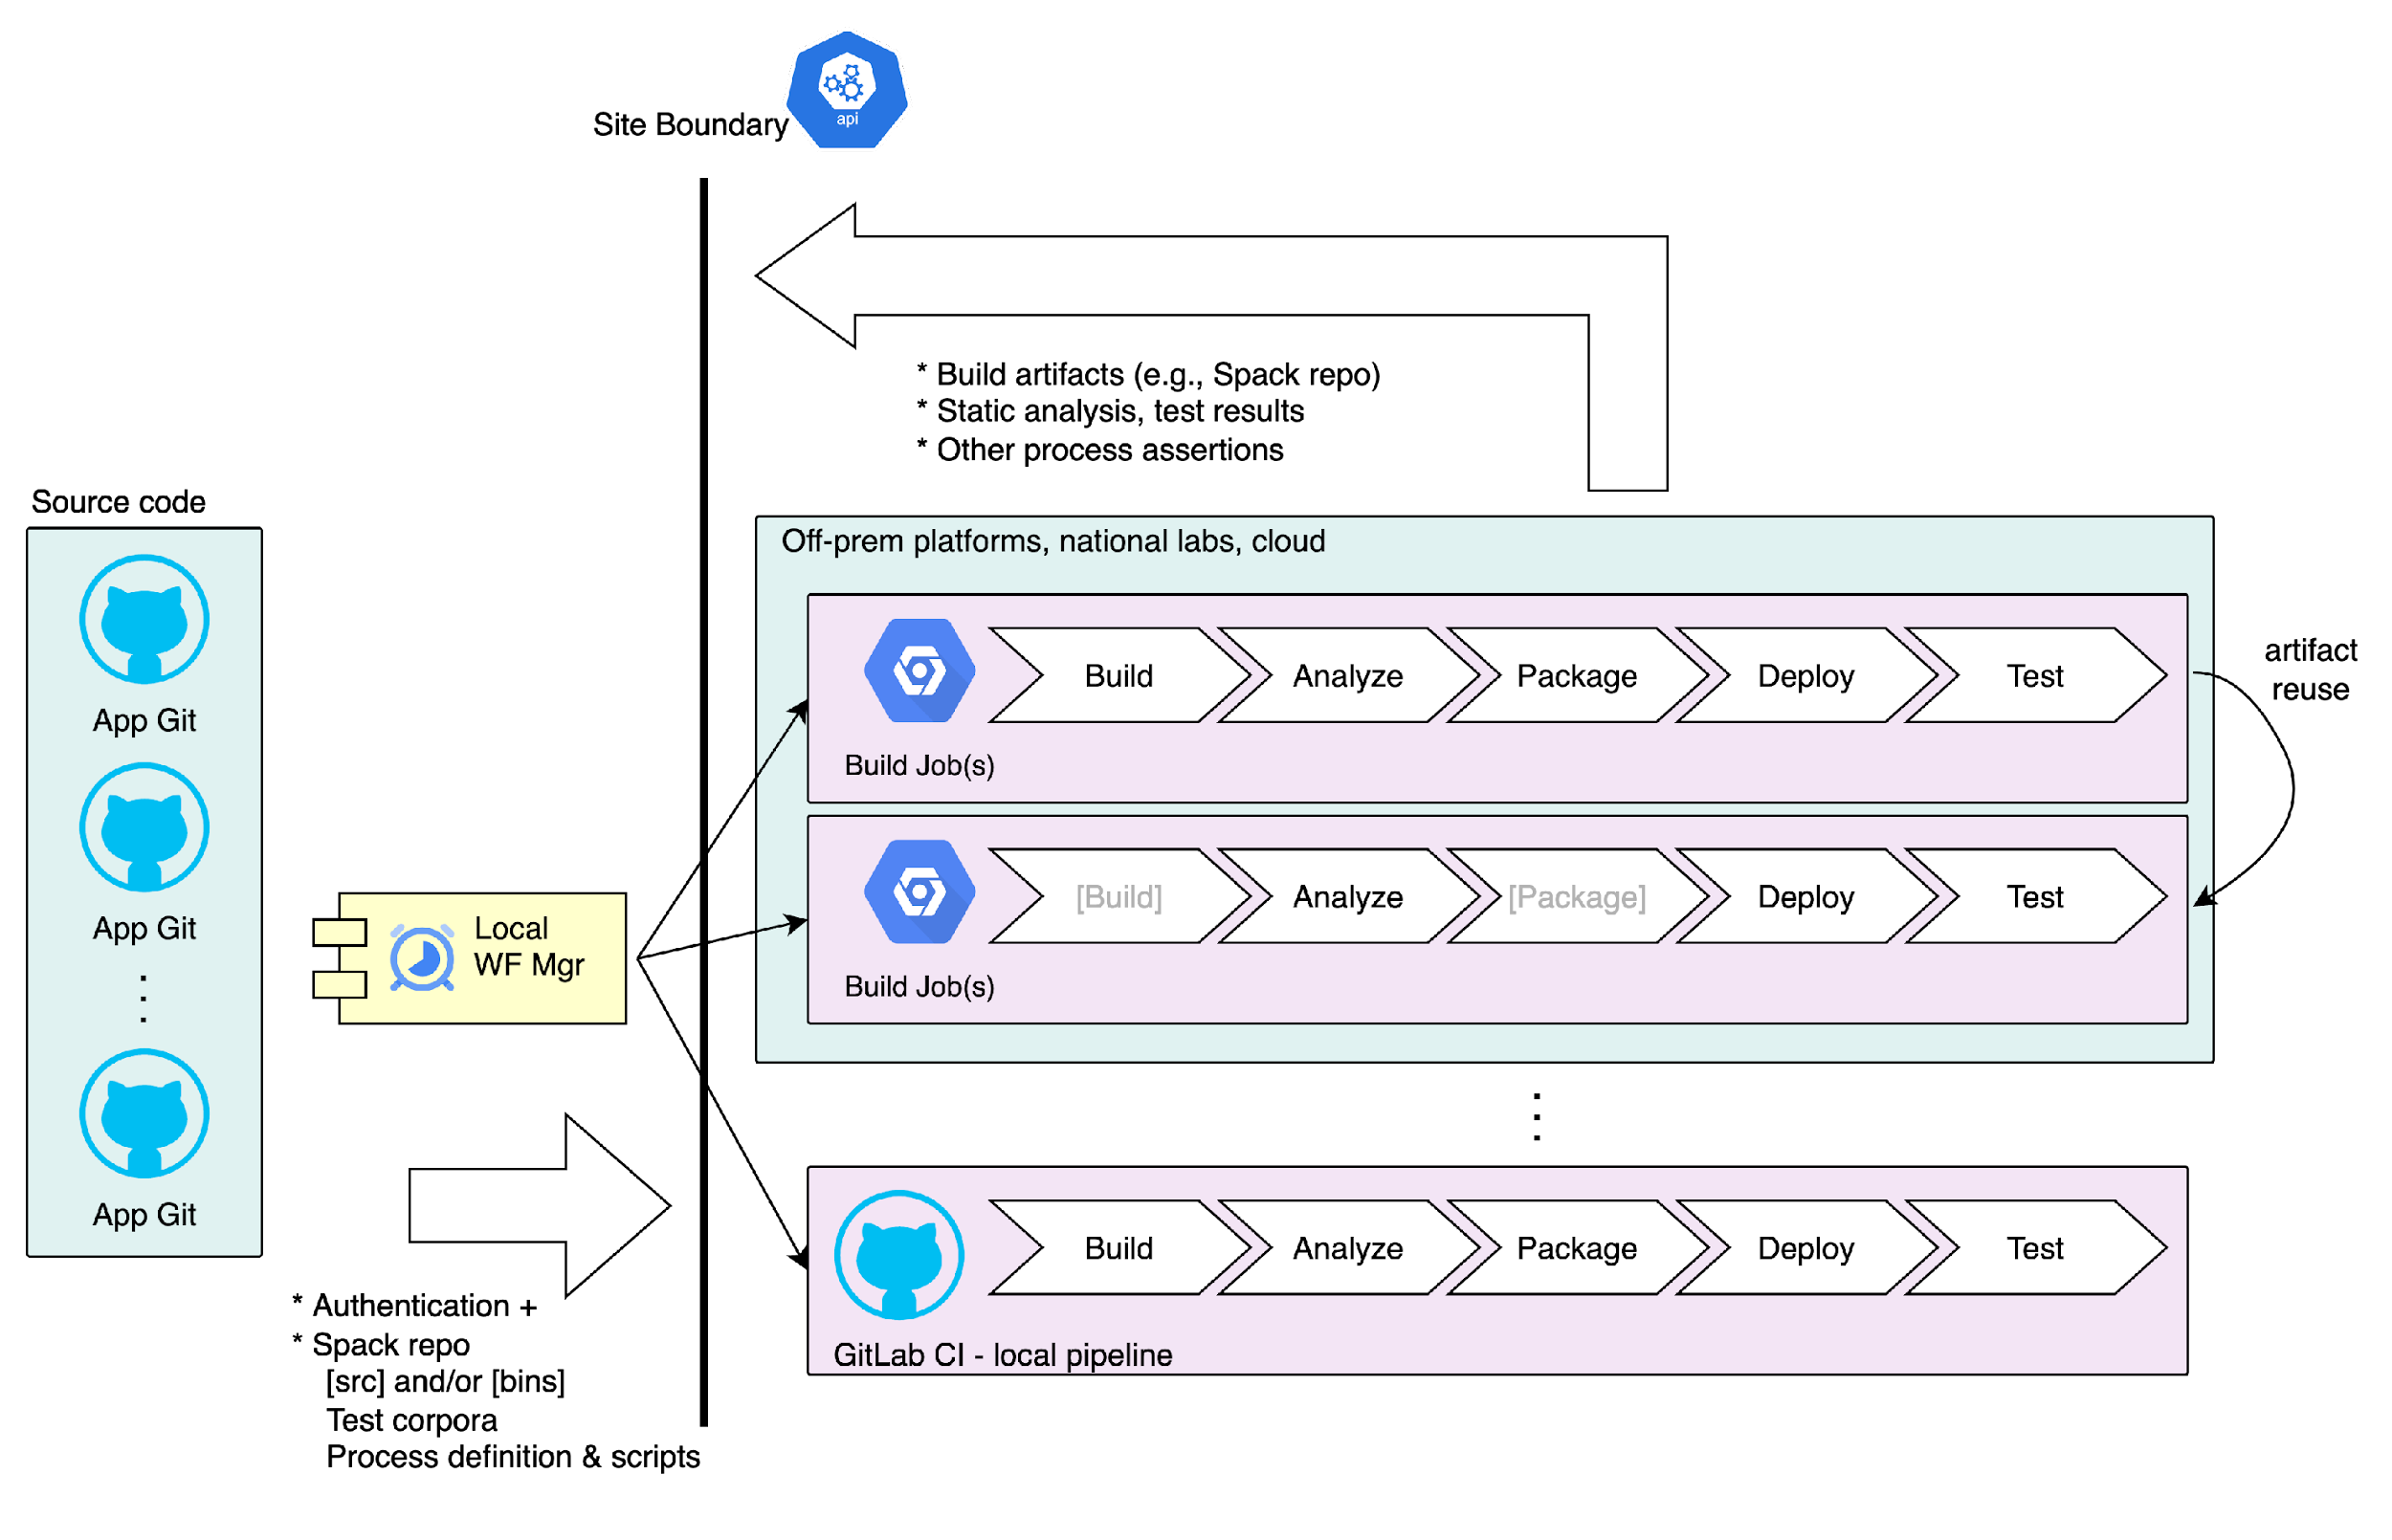 api
Site Boundary
* Build artifacts (e.g., Spack repo)
* Static analysis, test results
* Other process assertions
Source code
App Git
App Git
App Git
Local
WF Mgr
* Authentication +
* Spack repo
[src] and/or [bins]
Test corpora
Process definition & scripts
Off-prem platforms, national labs, cloud
Build Analyze Package Deploy Test
Build Job(s)
artifact
reuse
[Build] Analyze [Package] Deploy Test
Build Job(s)
Build Analyze Package Deploy Test
GitLab CI - local pipeline